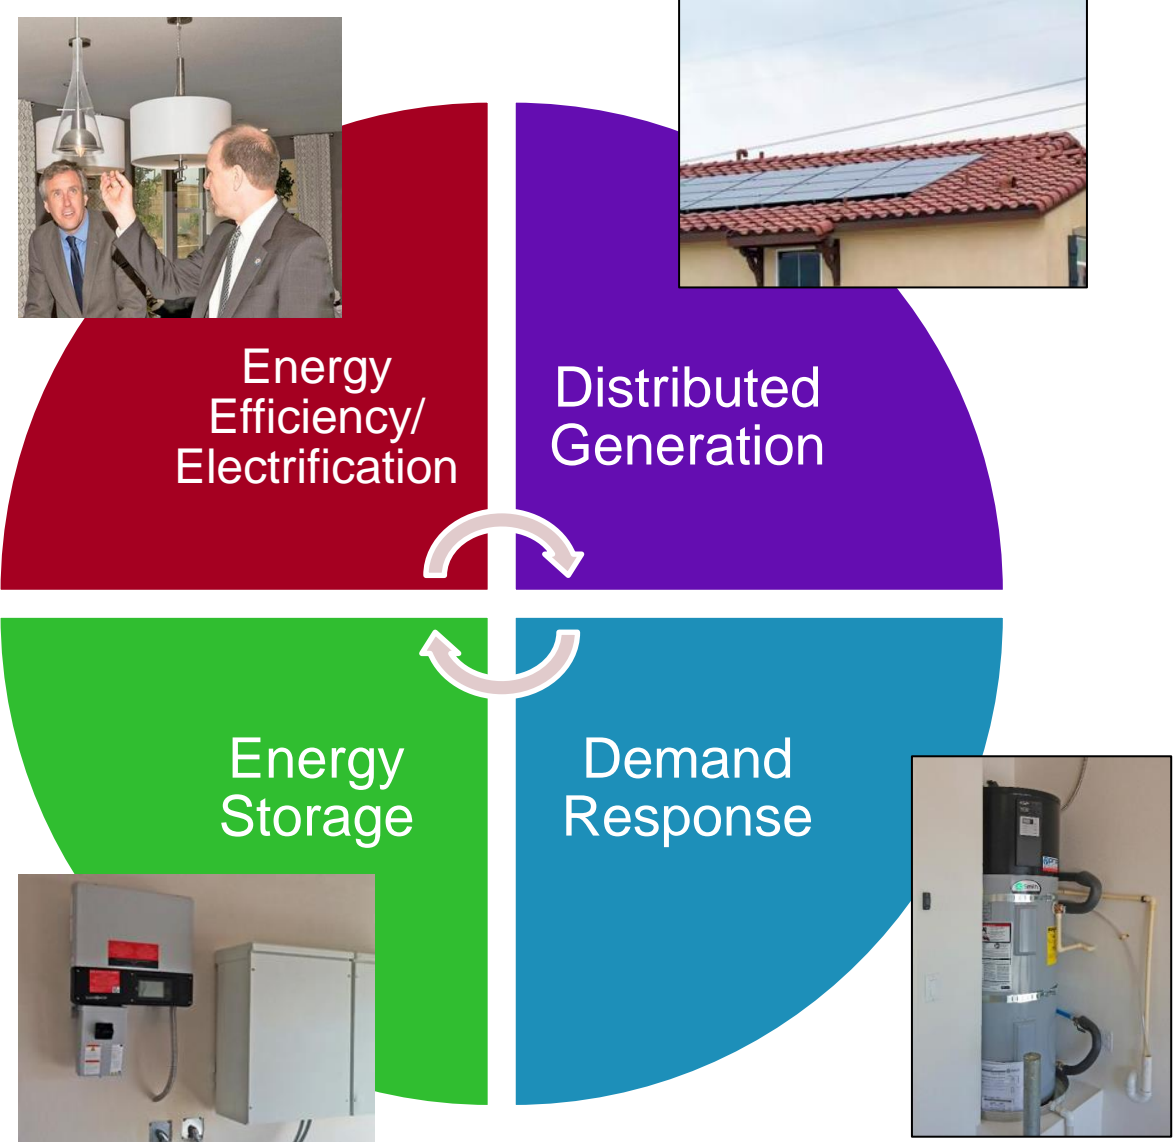 Energy
Efficiency/
Electrification
Distributed
Generation
Energy
Storage
Demand
Response